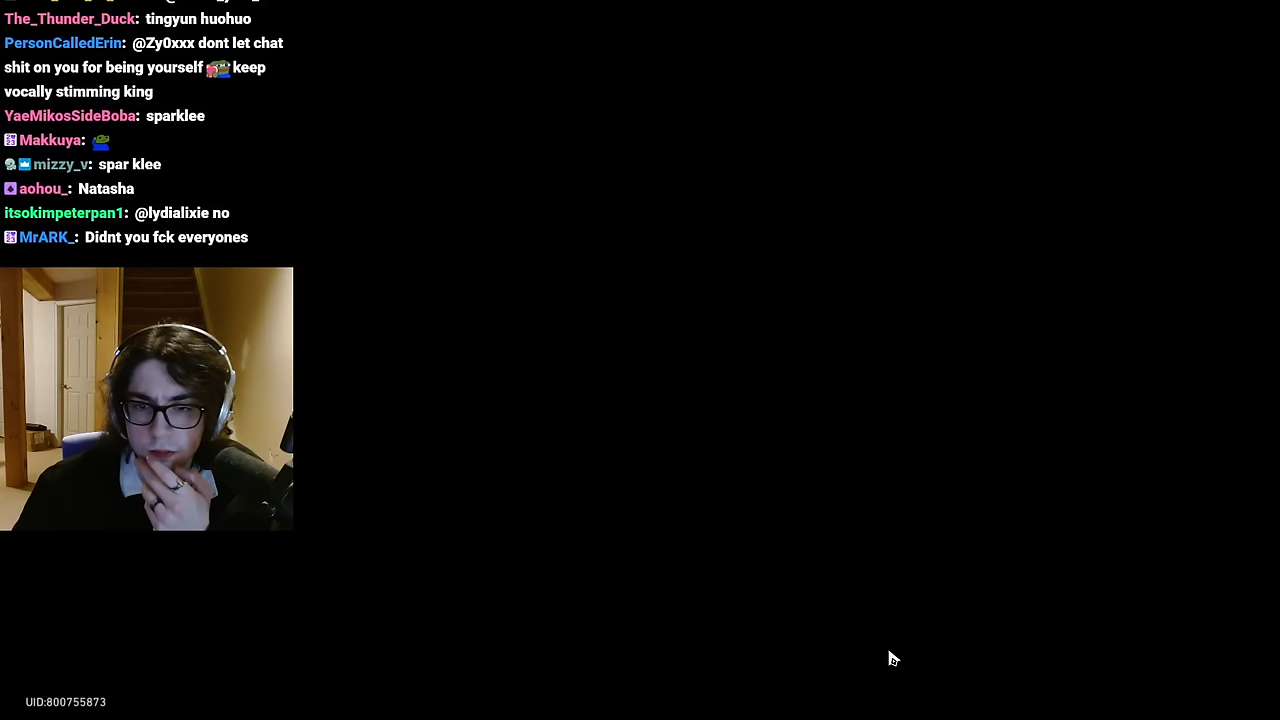 The_Thunder_Duck: tingyun huohuo
PersonCalledErin: @Zy0xxx dont let chat
shit on you for being yourself keep
vocally stimming king
YaeMikosSideBoba: sparklee
Makkuya:
mizzy_v: spar klee
aohou_: Natasha
itsokimpeterpan1: @lydialixie no
MrARK_: Didnt you fck everyones
UID:800755873